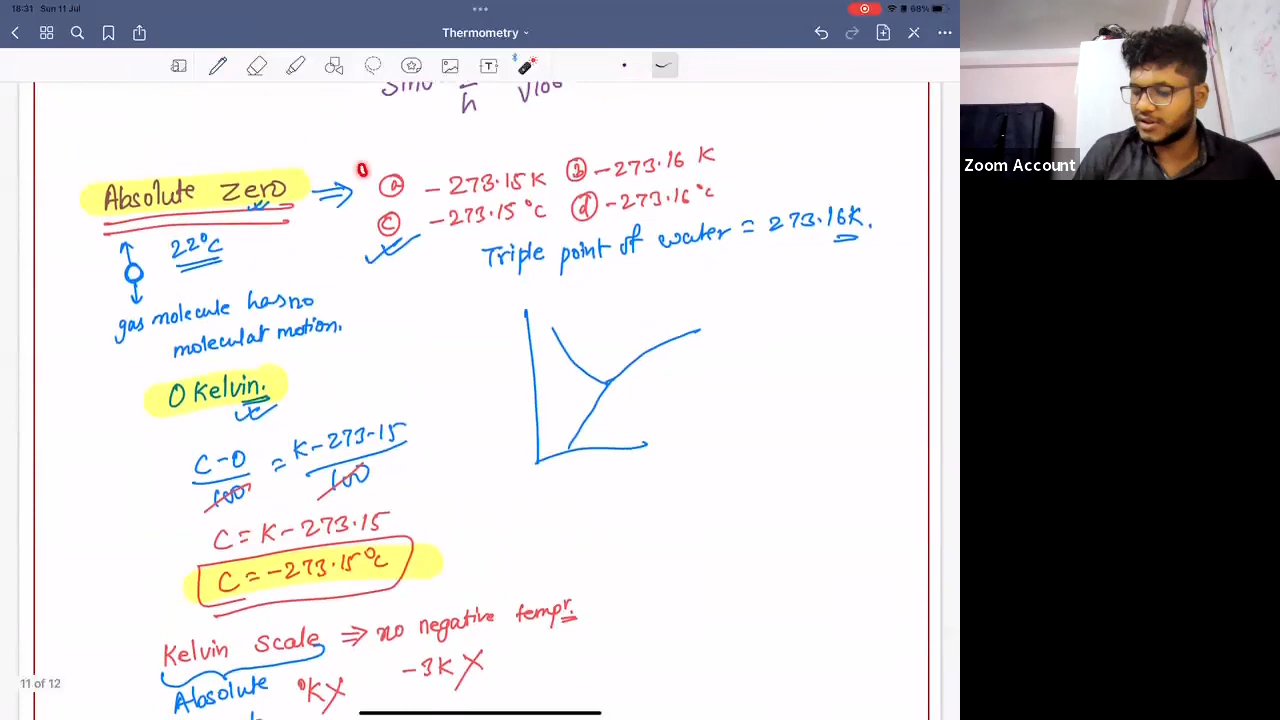 18:31 Sun 11 Jul
68%
Thermometry
Zoom Account
Absolute zero ⇒
ⓐ -273.15K ⓑ -273.16 K
ⓒ -273.15°C ⓓ -273.16°C
22°C
Triple point of water = 273.16K.
gas molecule has no
molecular motion.
0 Kelvin.
C-0 = K-273.15
100 100
C = K - 273.15
C = -273.15°C
Kelvin scale ⇒ no negative tempr.
-3K X
Absolute °K X
11 of 12